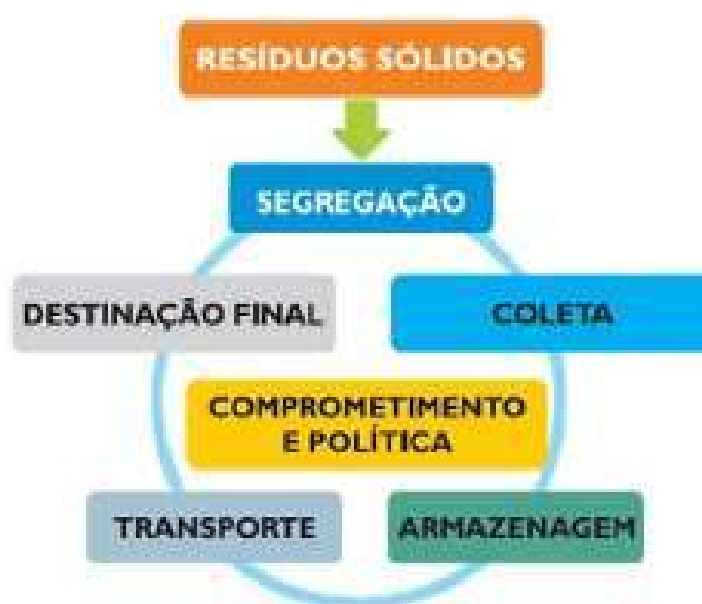 RESÍDUOS SÓLIDOS
SEGREGAÇÃO
DESTINAÇÃO FINAL
COLETA
COMPROMETIMENTO
E POLÍTICA
TRANSPORTE
ARMAZENAGEM